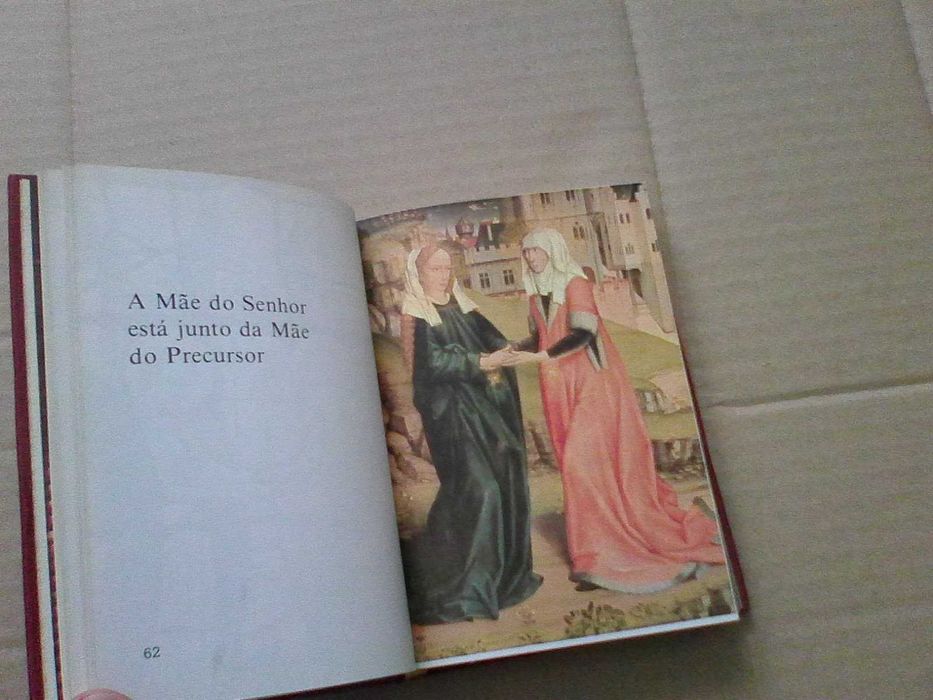 A Mãe do Senhor
está junto da Mãe
do Precursor
62